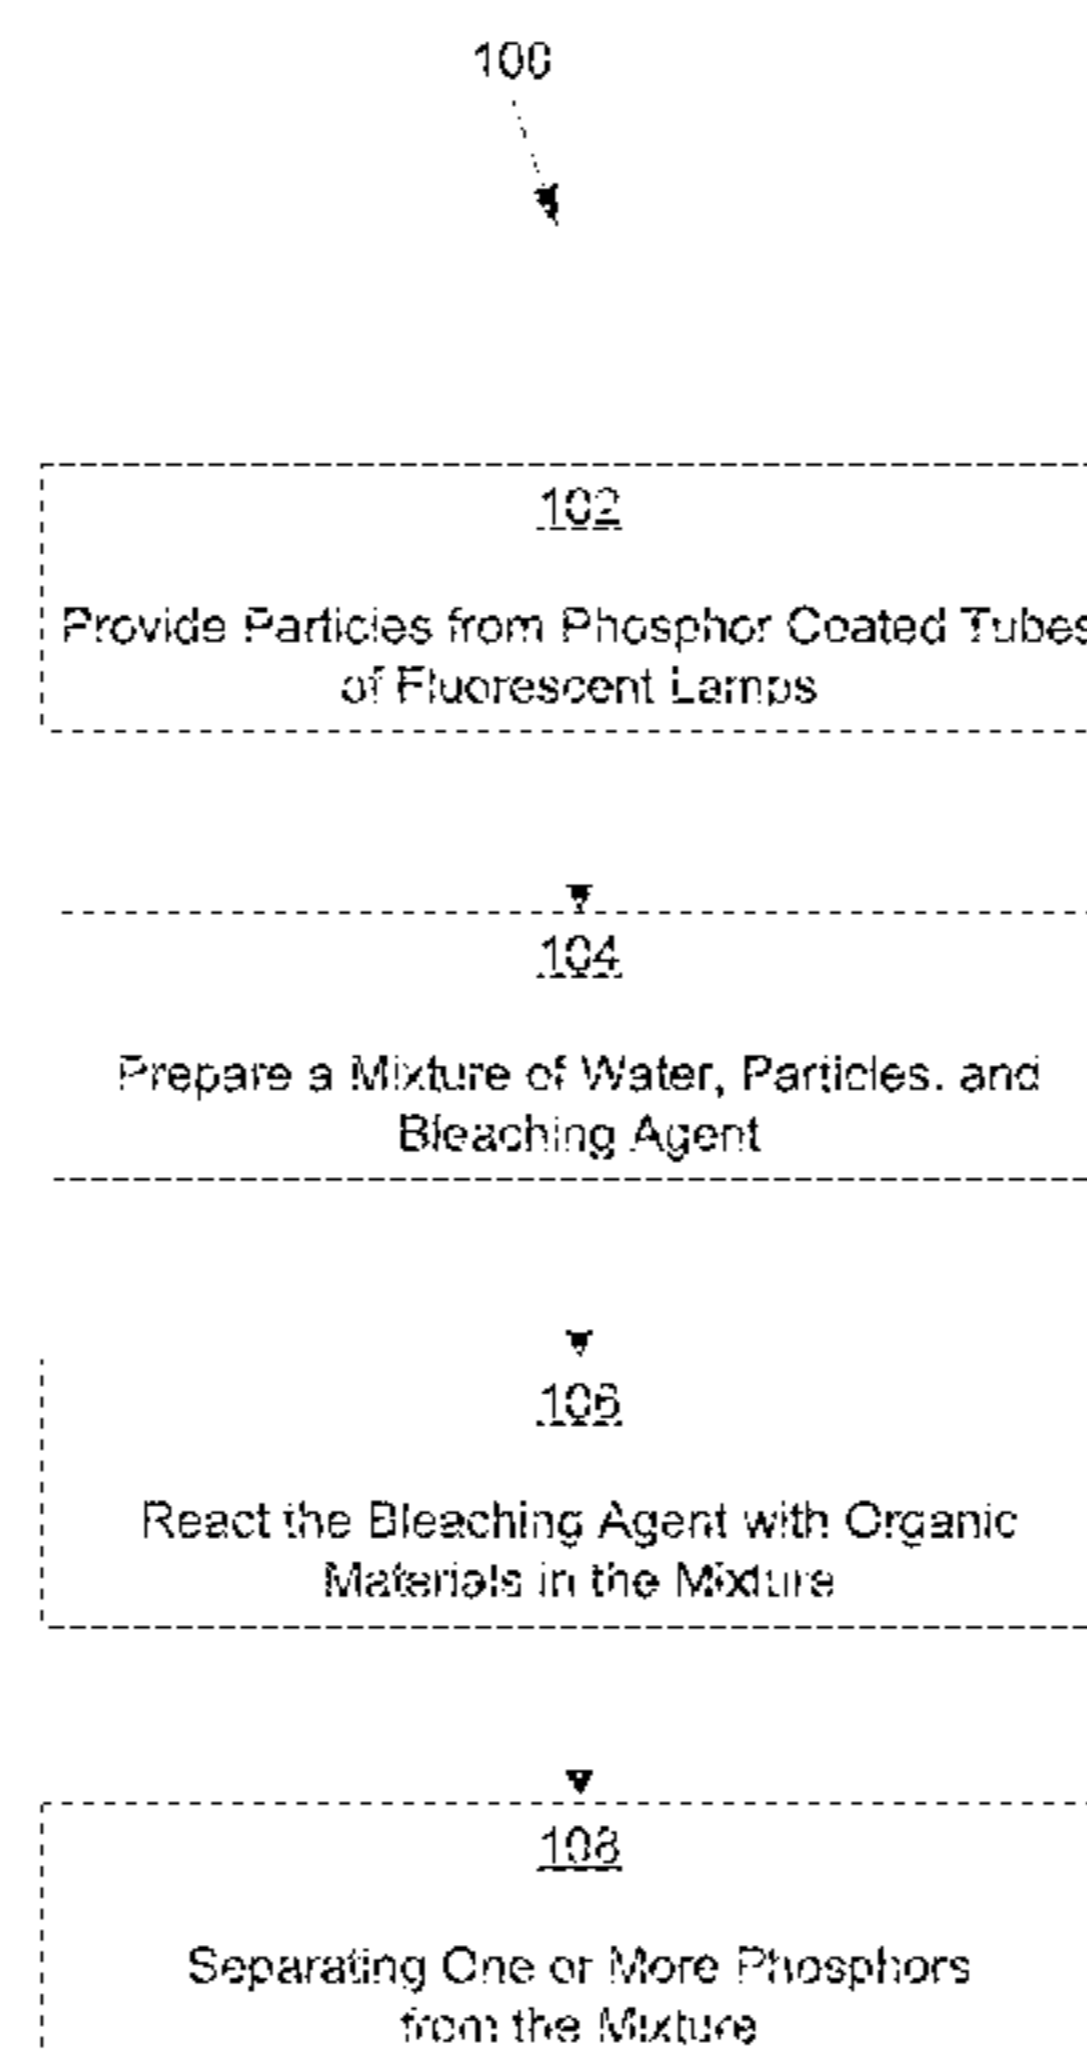 100
102
Provide Particles from Phosphor Coated Tubes
of Fluorescent Lamps
104
Prepare a Mixture of Water, Particles. and
Bleaching Agent
106
React the Bleaching Agent with Organic
Materials in the Mixture
108
Separating One or More Phosphors
from the Mixture